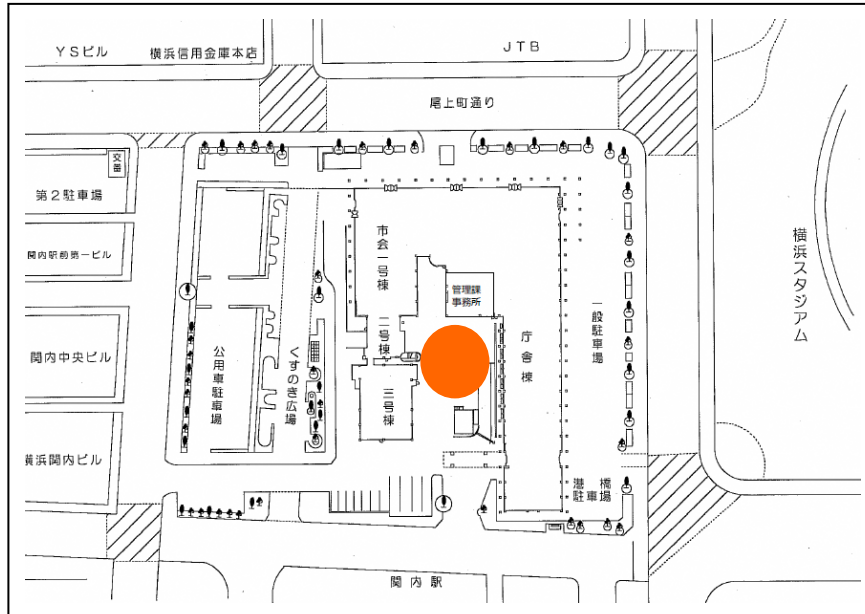 YSビル
横浜信用金庫本店
JTB
尾上町通り
交番
第2駐車場
関内駅前第一ビル
関内中央ビル
横浜関内ビル
公用車駐車場
くすのき広場
市会一号棟
二号棟
三号棟
管理課
事務所
庁舎棟
一般駐車場
港橋
駐車場
横浜スタジアム
関内駅